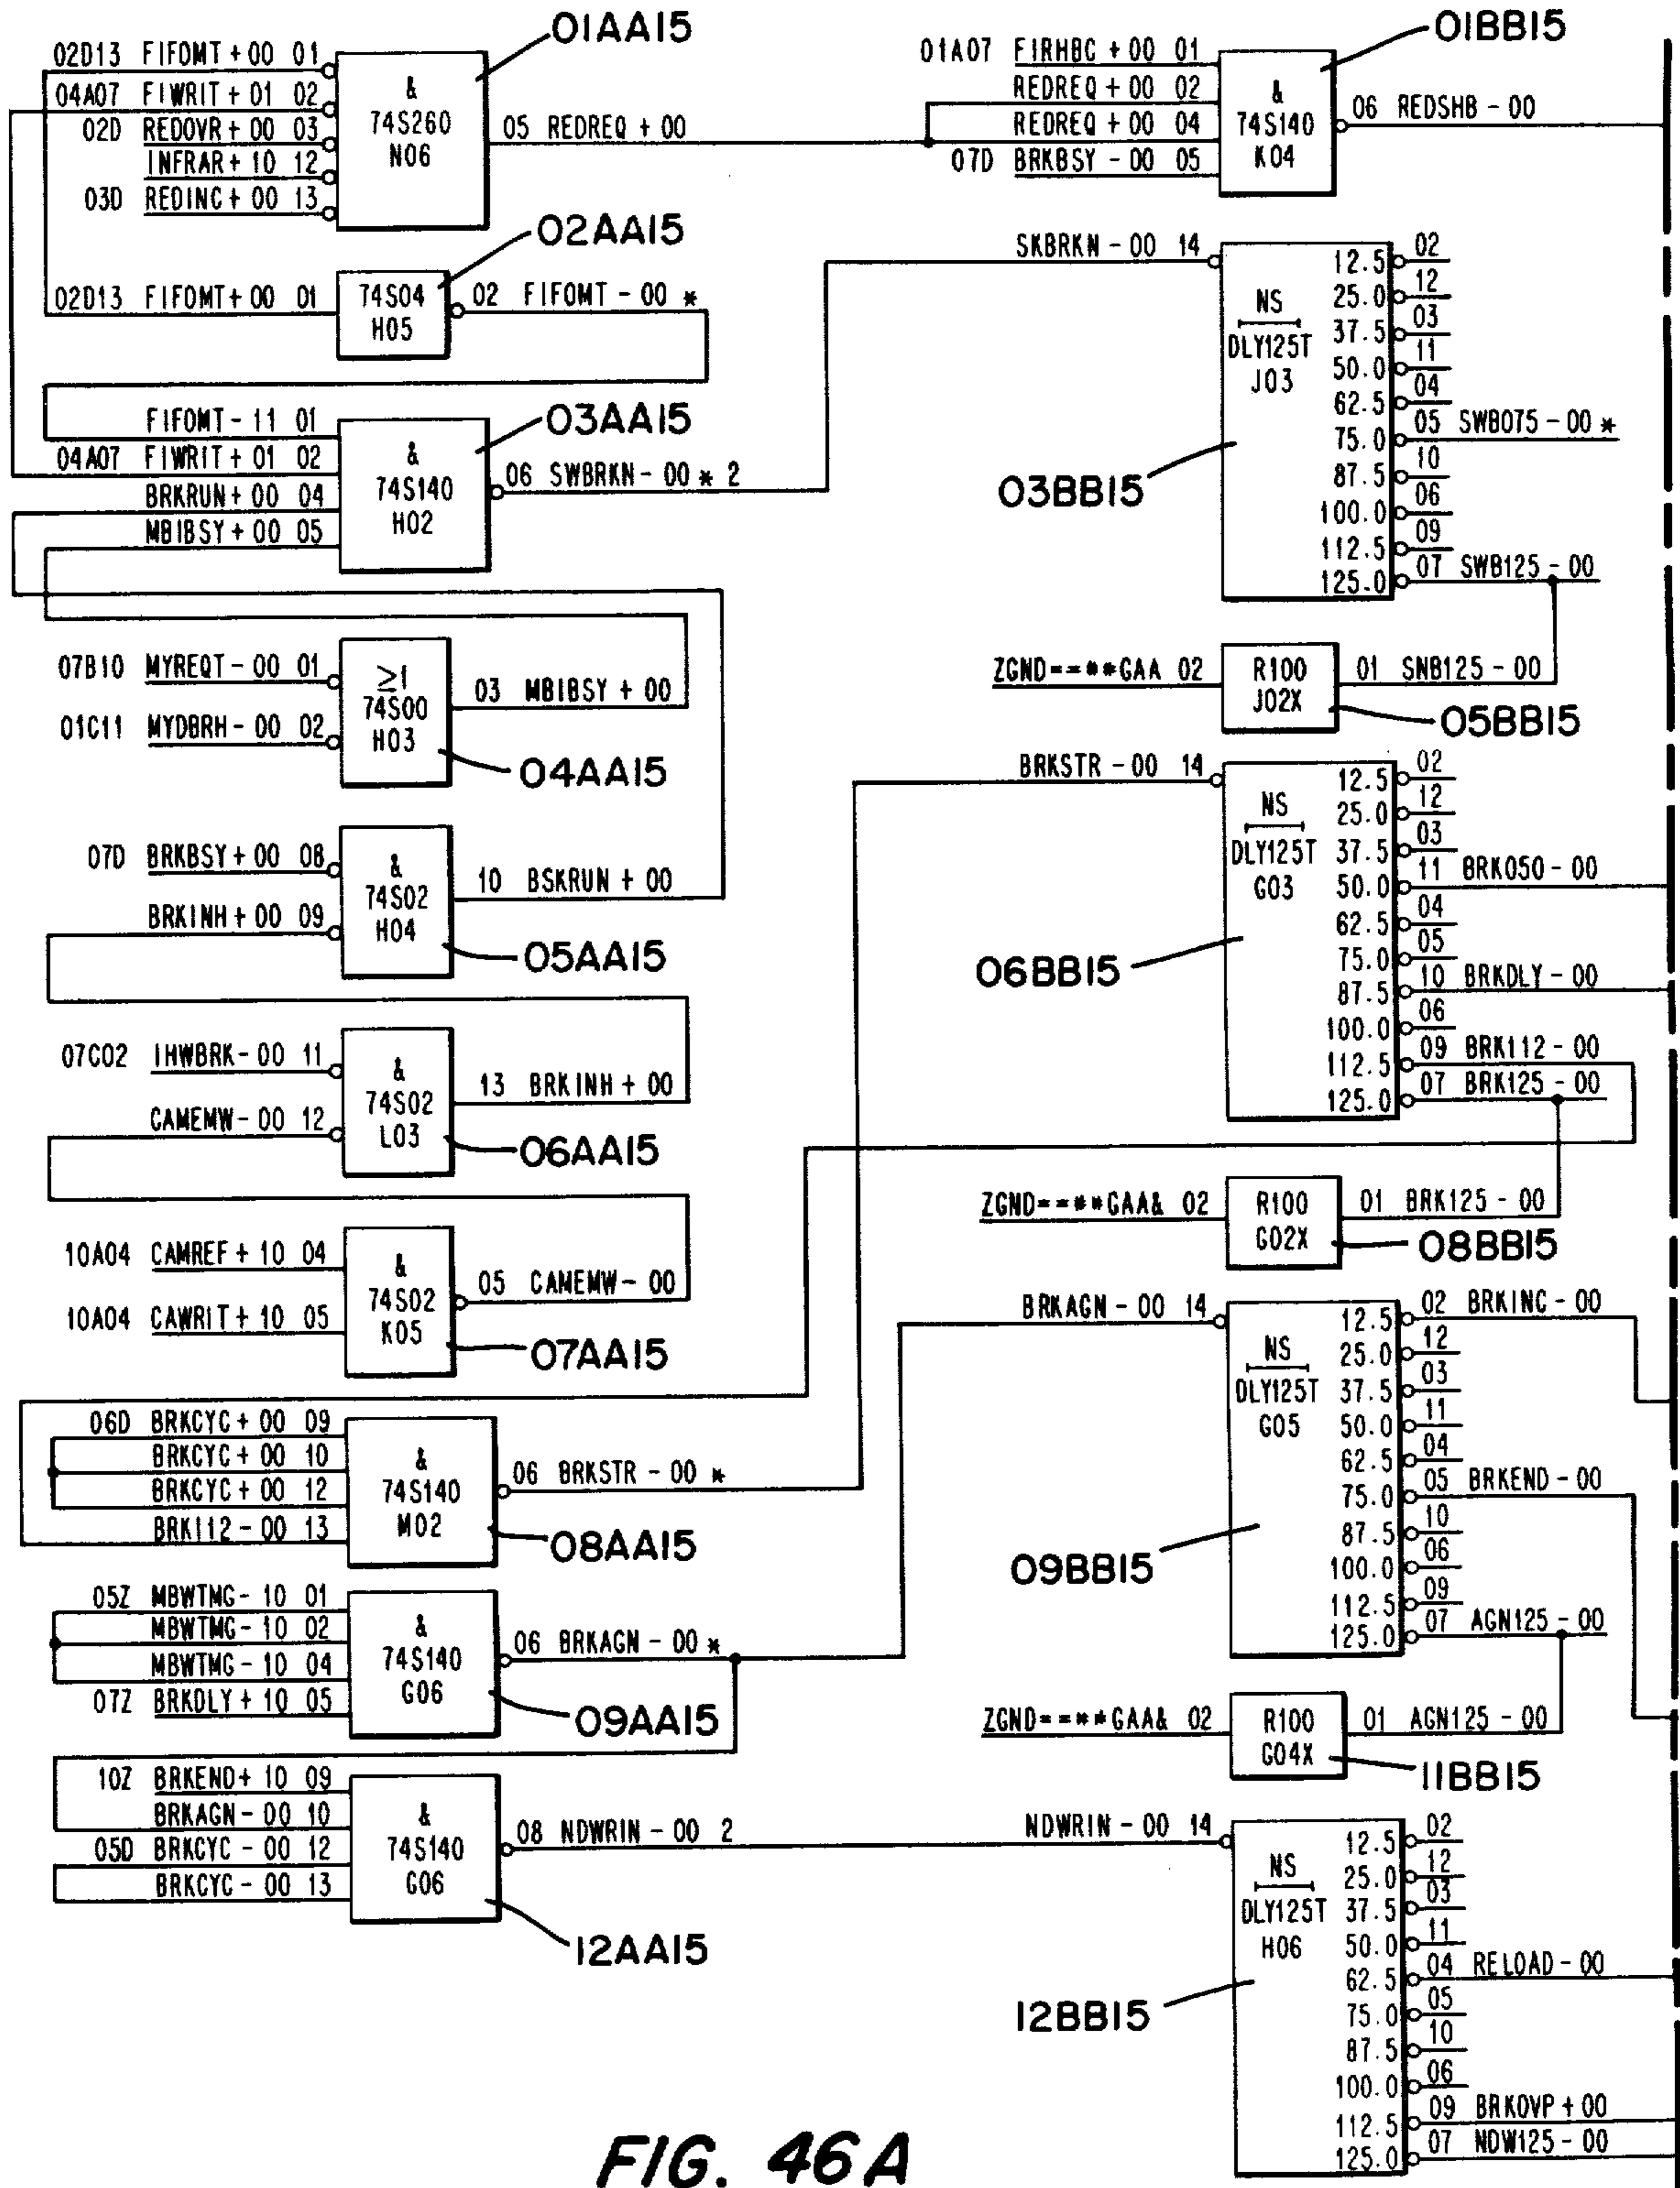 01AA15
02D13 FIFOMT + 00 01
04A07 FIWRIT + 01 02
02D REDOVR + 00 03
INFRAR + 10 12
03D REDINC + 00 13
&
74S260
N06
05 REDREQ + 00
02AA15
02D13 FIFOMT + 00 01
74S04
H05
02 FIFOMT - 00 *
03AA15
FIFOMT - 11 01
04A07 FIWRIT + 01 02
BRKRUN + 00 04
MBIBSY + 00 05
&
74S140
H02
06 SWBRKN - 00 * 2
07B10 MYREQT - 00 01
01C11 MYDBRH - 00 02
≥1
74S00
H03
03 MBIBSY + 00
04AA15
07D BRKBSY + 00 08
BRKINH + 00 09
&
74S02
H04
10 BSKRUN + 00
05AA15
07C02 IHWBRK - 00 11
CAMEMW - 00 12
&
74S02
L03
13 BRKINH + 00
06AA15
10A04 CAMREF + 10 04
10A04 CAWRIT + 10 05
&
74S02
K05
05 CAMEMW - 00
07AA15
06D BRKCYC + 00 09
BRKCYC + 00 10
BRKCYC + 00 12
BRK112 - 00 13
&
74S140
M02
06 BRKSTR - 00 *
08AA15
05Z MBWTMG - 10 01
MBWTMG - 10 02
MBWTMG - 10 04
07Z BRKDLY + 10 05
&
74S140
G06
06 BRKAGN - 00 *
09AA15
10Z BRKEND + 10 09
BRKAGN - 00 10
05D BRKCYC - 00 12
BRKCYC - 00 13
&
74S140
G06
08 NDWRIN - 00 2
12AA15
01BB15
01A07 FIRHBC + 00 01
REDREQ + 00 02
REDREQ + 00 04
07D BRKBSY - 00 05
&
74S140
K04
06 REDSHB - 00
SKBRKN - 00 14
NS
DLY125T
J03
12.5 02
25.0 12
37.5 03
50.0 11
62.5 04
75.0 05 SWB075 - 00 *
87.5 10
100.0 06
112.5 09
125.0 07 SWB125 - 00
03BB15
ZGND==**GAA 02
R100
J02X
01 SNB125 - 00
05BB15
BRKSTR - 00 14
NS
DLY125T
G03
12.5 02
25.0 12
37.5 03
50.0 11 BRK050 - 00
62.5 04
75.0 05
87.5 10 BRKDLY - 00
100.0 06
112.5 09 BRK112 - 00
125.0 07 BRK125 - 00
06BB15
ZGND==**GAA& 02
R100
G02X
01 BRK125 - 00
08BB15
BRKAGN - 00 14
NS
DLY125T
G05
12.5 02 BRKINC - 00
25.0 12
37.5 03
50.0 11
62.5 04
75.0 05 BRKEND - 00
87.5 10
100.0 06
112.5 09
125.0 07 AGN125 - 00
09BB15
ZGND==**GAA& 02
R100
G04X
01 AGN125 - 00
11BB15
NDWRIN - 00 14
NS
DLY125T
H06
12.5 02
25.0 12
37.5 03
50.0 11
62.5 04 RELOAD - 00
75.0 05
87.5 10
100.0 06
112.5 09 BRKOVP + 00
125.0 07 NDW125 - 00
12BB15
FIG. 46A